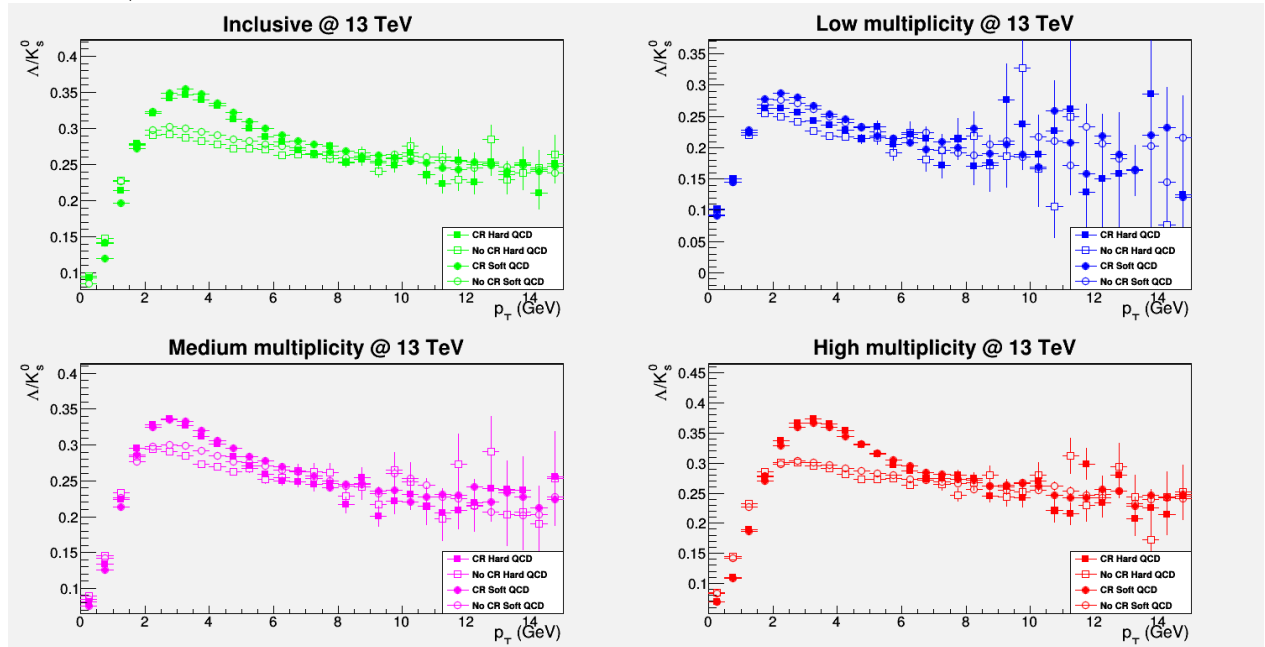 Inclusive @ 13 TeV
Λ/K⁰ₛ
0.4
0.35
0.3
0.25
0.2
0.15
0.1
0 2 4 6 8 10 12 14
p_T (GeV)
CR Hard QCD
No CR Hard QCD
CR Soft QCD
No CR Soft QCD
Low multiplicity @ 13 TeV
Λ/K⁰ₛ
0.35
0.3
0.25
0.2
0.15
0.1
0.05
0
0 2 4 6 8 10 12 14
p_T (GeV)
CR Hard QCD
No CR Hard QCD
CR Soft QCD
No CR Soft QCD
Medium multiplicity @ 13 TeV
Λ/K⁰ₛ
0.4
0.35
0.3
0.25
0.2
0.15
0.1
0 2 4 6 8 10 12 14
p_T (GeV)
CR Hard QCD
No CR Hard QCD
CR Soft QCD
No CR Soft QCD
High multiplicity @ 13 TeV
Λ/K⁰ₛ
0.45
0.4
0.35
0.3
0.25
0.2
0.15
0.1
0 2 4 6 8 10 12 14
p_T (GeV)
CR Hard QCD
No CR Hard QCD
CR Soft QCD
No CR Soft QCD